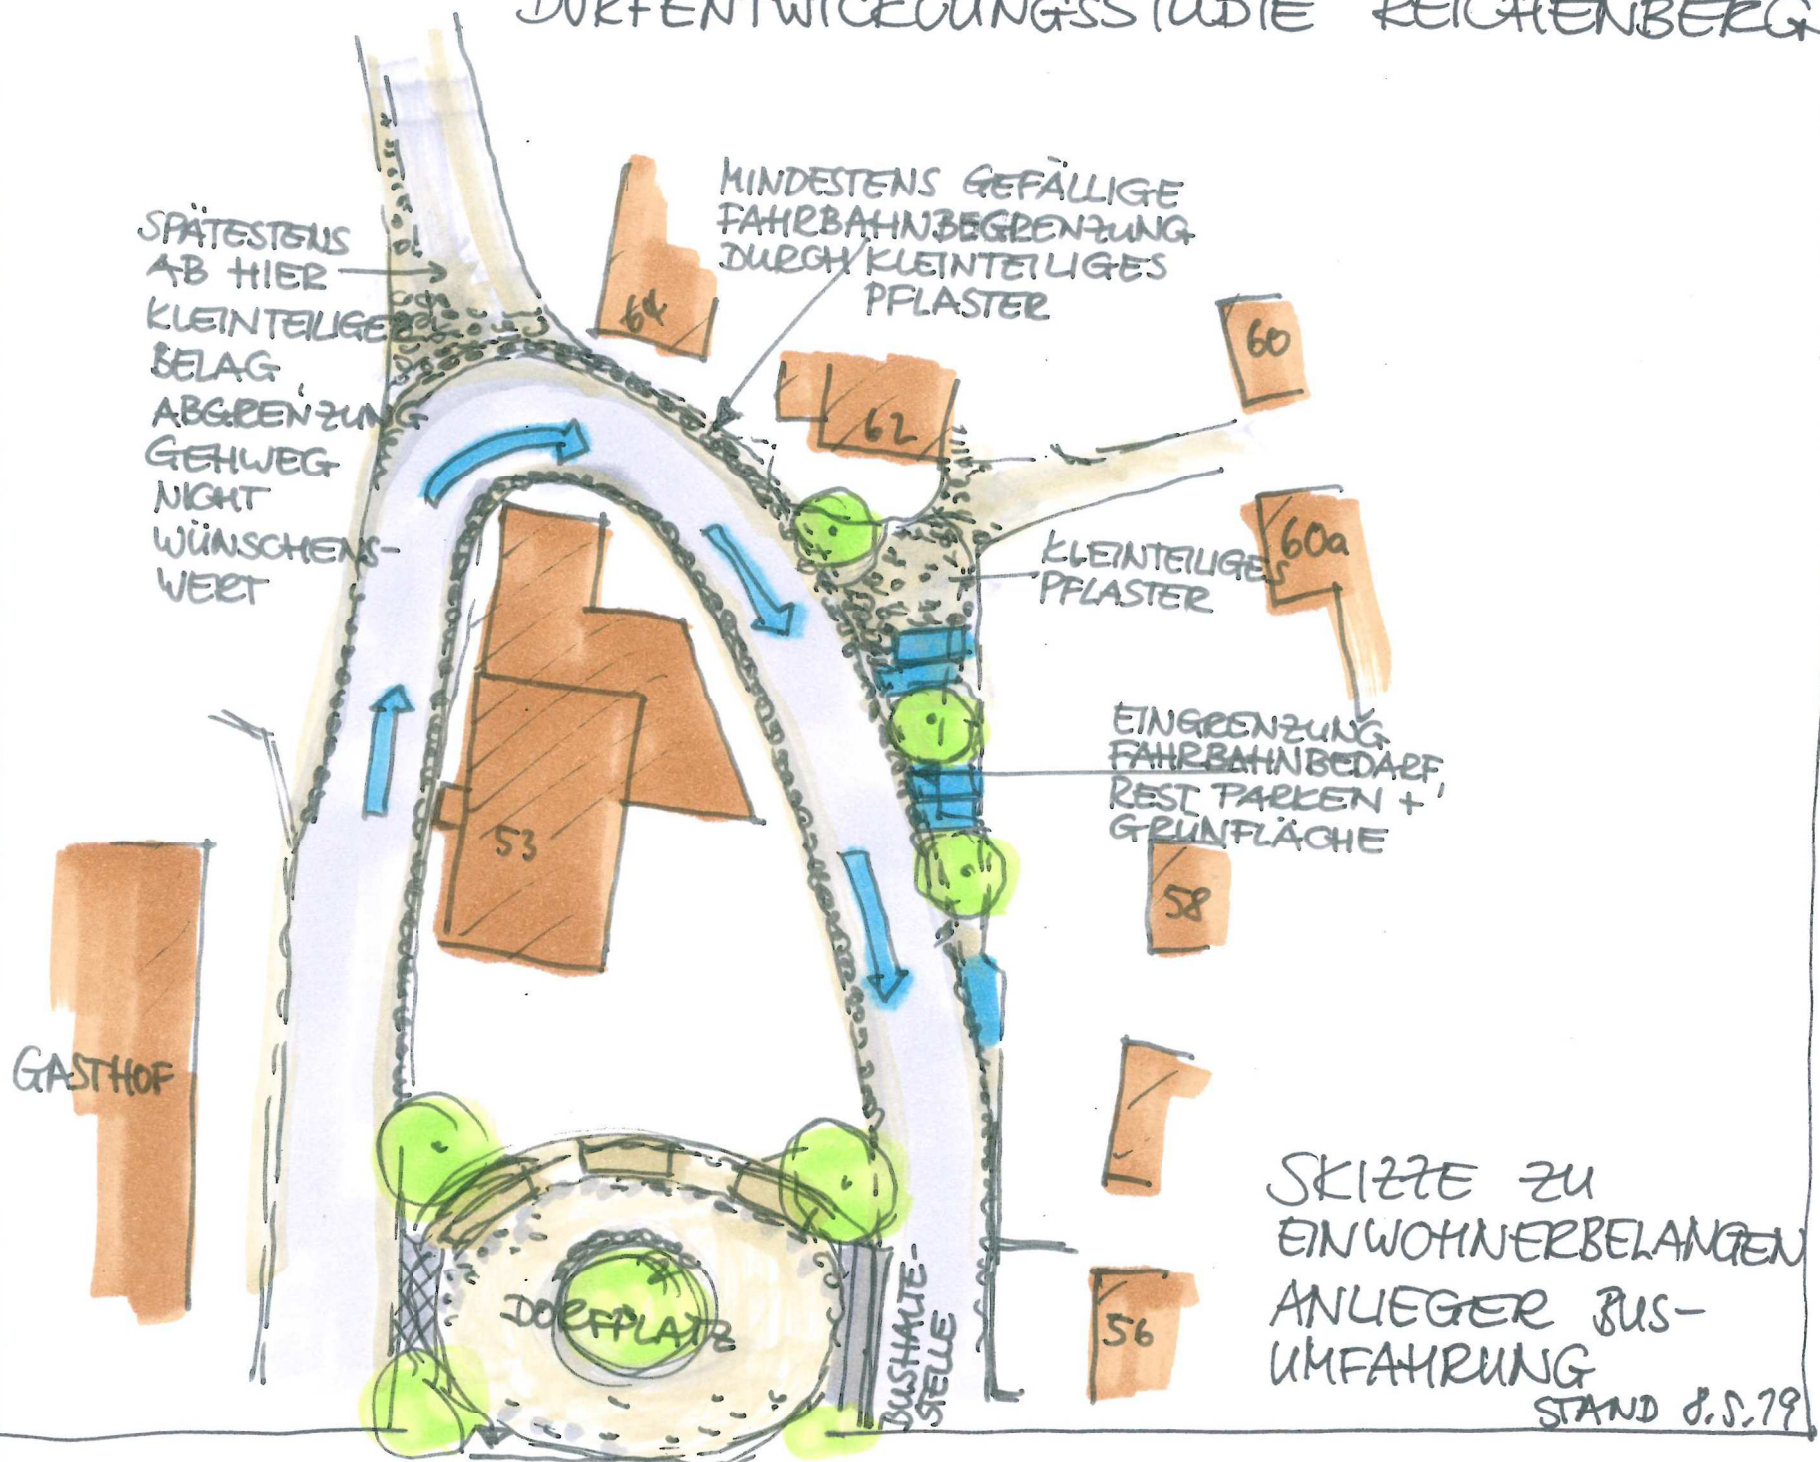 DORFENTWICKLUNGSSTUDIE REICHENBERG
SPÄTESTENS
AB HIER
KLEINTEILIGER
BELAG,
ABGRENZUNG
GEHWEG
NICHT
WÜNSCHENS-
WERT
MINDESTENS GEFÄLLIGE
FAHRBAHNBEGRENZUNG
DURCH KLEINTEILIGES
PFLASTER
64
62
60
60a
KLEINTEILIGES
PFLASTER
EINGRENZUNG
FAHRBAHNBEDARF,
REST PARKEN +
GRÜNFLÄCHE
53
58
GASTHOF
DORFPLATZ
BUSHALTE-
STELLE
56
SKIZZE ZU
EINWOHNERBELANGEN
ANLIEGER BUS-
UMFAHRUNG
STAND 8.5.19